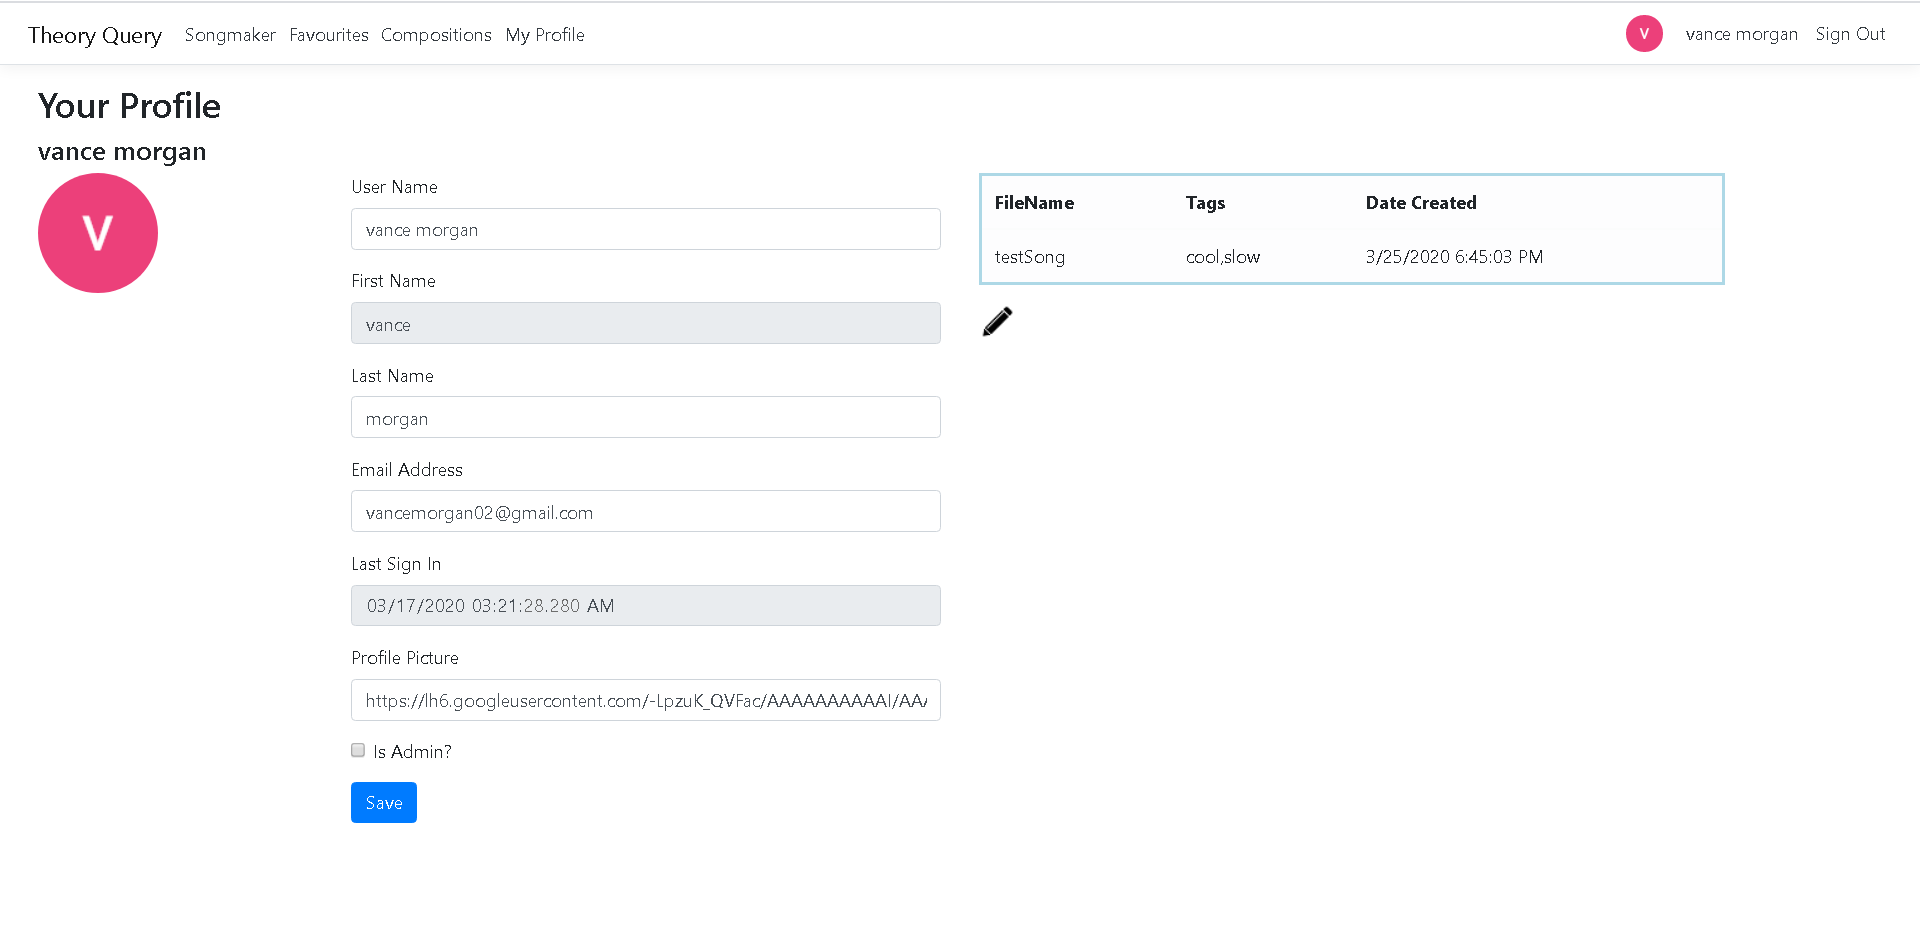 Theory Query Songmaker Favourites Compositions My Profile V vance morgan Sign Out
Your Profile
vance morgan
V
User Name
vance morgan
First Name
vance
Last Name
morgan
Email Address
vancemorgan02@gmail.com
Last Sign In
03/17/2020 03:21:28.280 AM
Profile Picture
https://lh6.googleusercontent.com/-LpzuK_QVFac/AAAAAAAAAAI/AAA
Is Admin?
Save
FileName Tags Date Created
testSong cool,slow 3/25/2020 6:45:03 PM